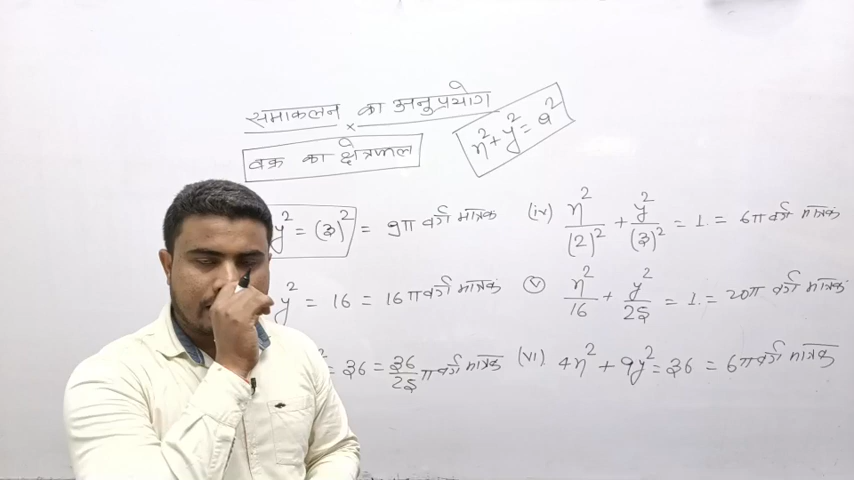 समाकलन का अनुप्रयोग
x² + y² = a²
वक्र का क्षेत्रफल
y² = (3)² = 9π वर्ग मात्रक
(iv) x²/(2)² + y²/(3)² = 1. = 6π वर्ग मात्रक
y² = 16 = 16π वर्ग मात्रक
(v) x²/16 + y²/25 = 1. = 20π वर्ग मात्रक
² = 36 = 36/25 π वर्ग मात्रक
(vi) 4x² + 9y² = 36 = 6π वर्ग मात्रक